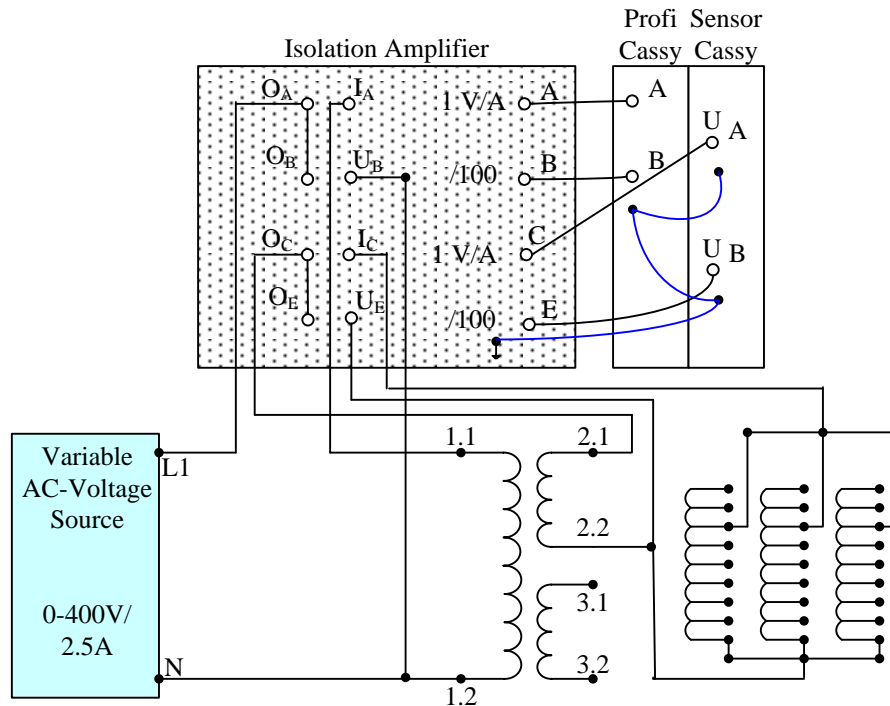 Profi Sensor
Isolation Amplifier Cassy Cassy
O_A I_A 1 V/A A A
U A
O_B U_B /100 B B
O_C I_C 1 V/A C
U B
O_E U_E /100 E
1.1 2.1
Variable
AC-Voltage
Source
L1
2.2
0-400V/
2.5A
3.1
N
1.2
3.2